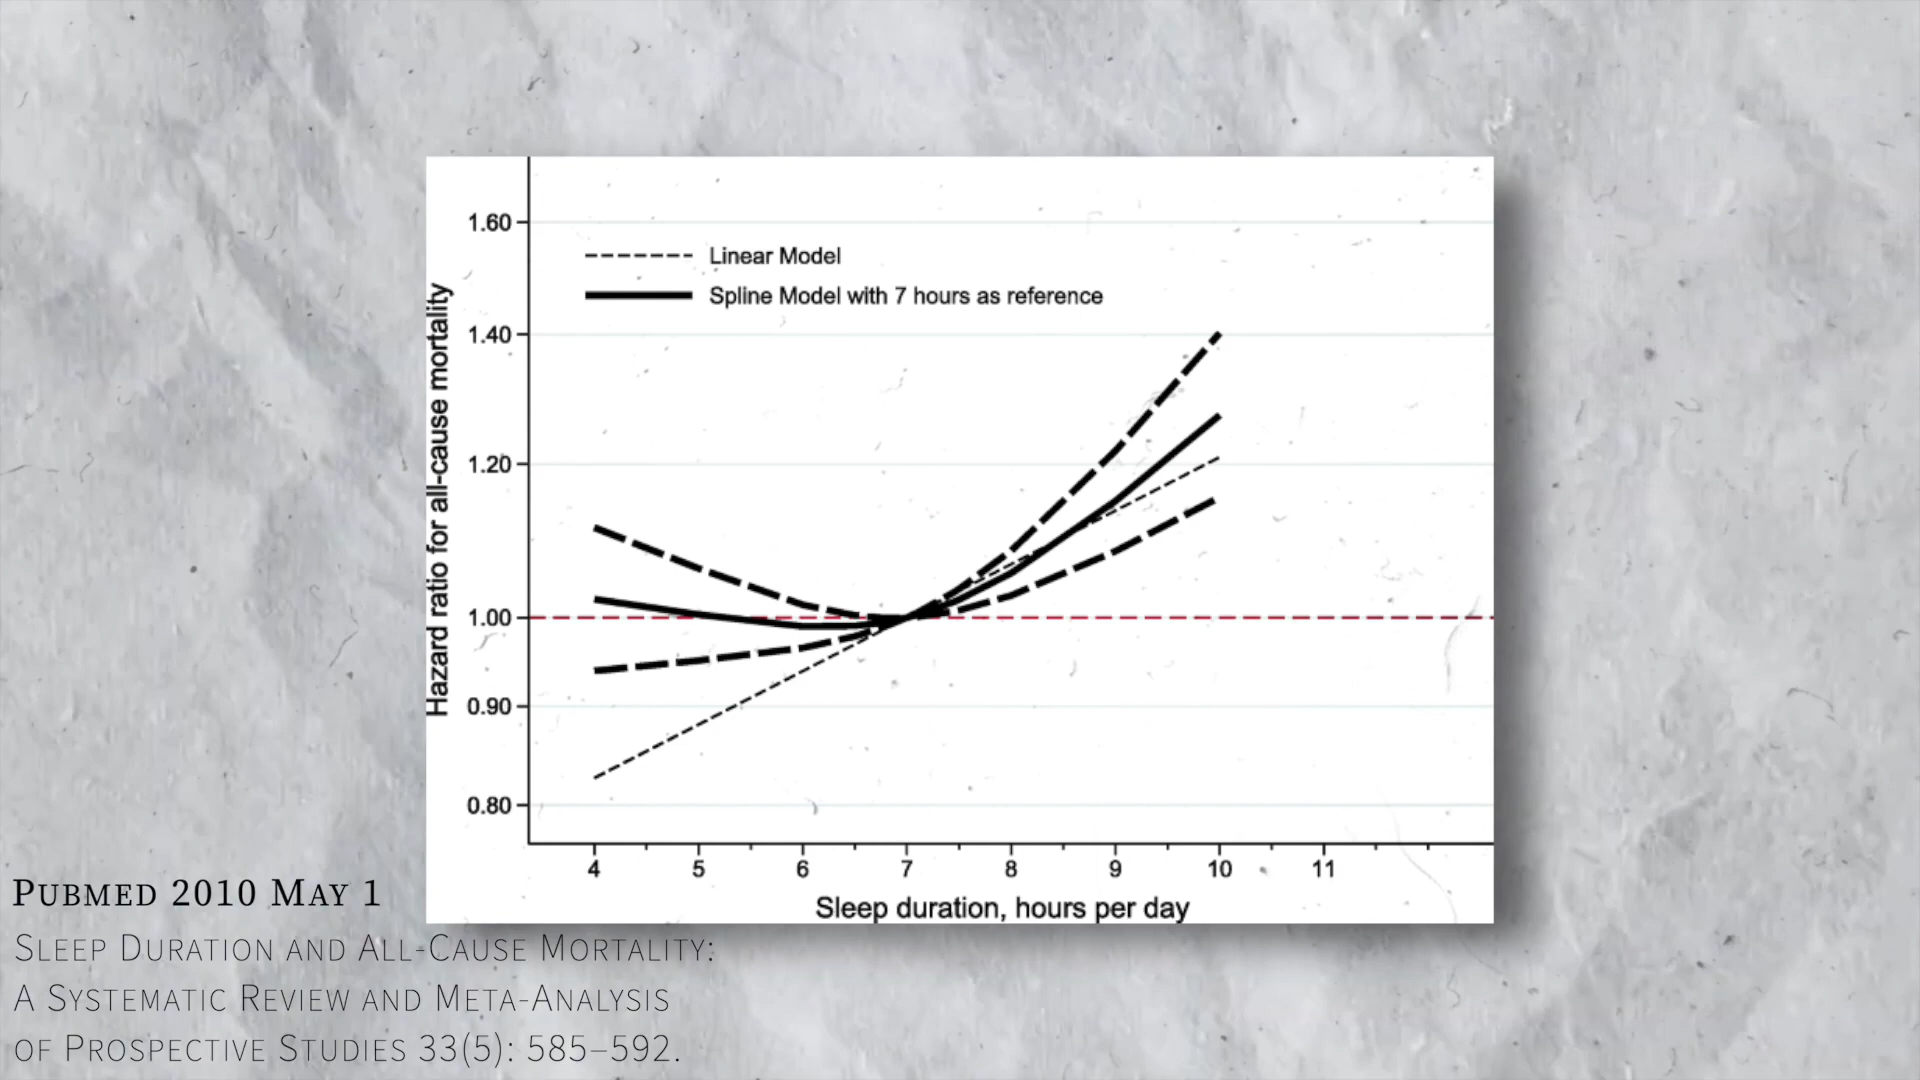 1.60
Linear Model
Spline Model with 7 hours as reference
1.40
1.20
1.00
0.90
0.80
Hazard ratio for all-cause mortality
4 5 6 7 8 9 10 11
Sleep duration, hours per day
Pubmed 2010 May 1
Sleep Duration and All-Cause Mortality:
A Systematic Review and Meta-Analysis
of Prospective Studies 33(5): 585–592.